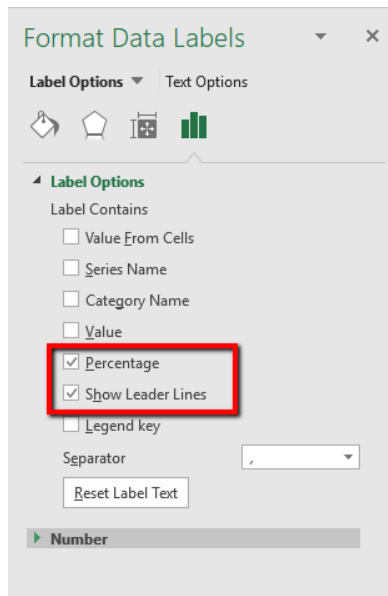 Format Data Labels
Label Options Text Options
Label Options
Label Contains
Value From Cells
Series Name
Category Name
Value
Percentage
Show Leader Lines
Legend key
Separator ,
Reset Label Text
Number